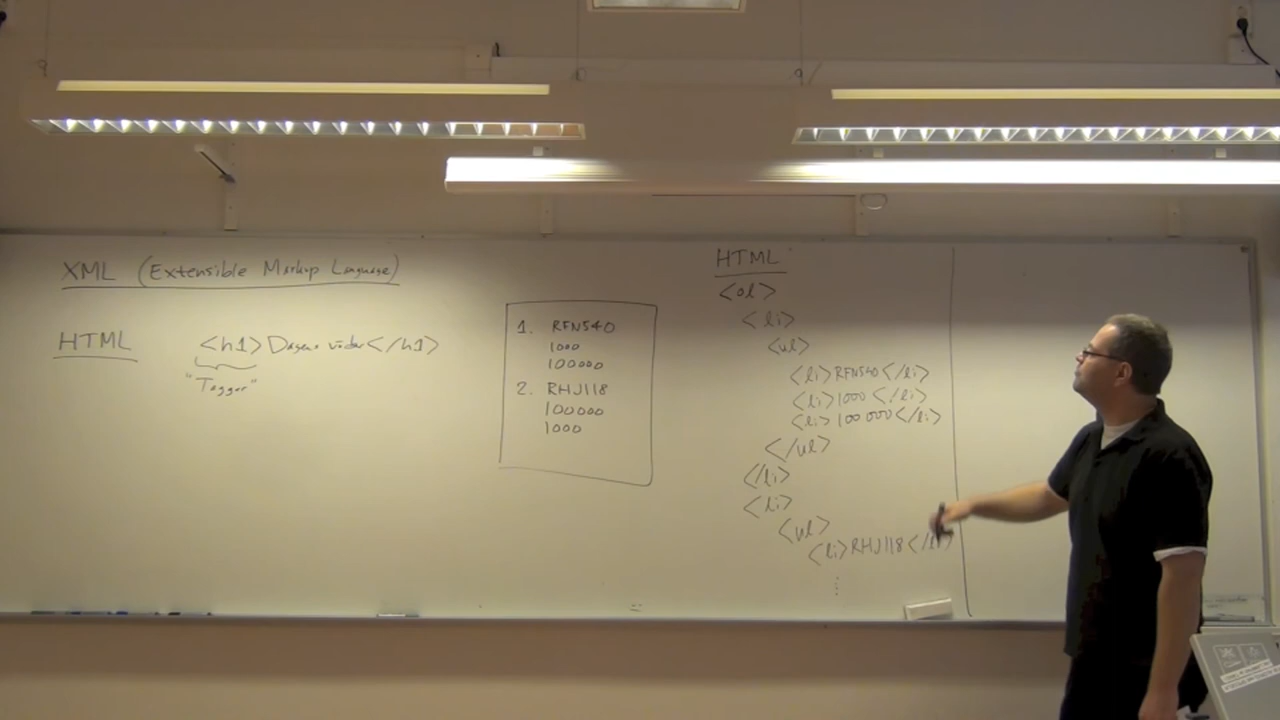 XML (Extensible Markup Language)
HTML
<h1> Dagens väder</h1>
"Taggar"
1. RFN540
1000
100000
2. RHJ118
100000
1000
HTML
<ol>
<li>
<ul>
<li>RFN540</li>
<li>1000</li>
<li>100 000</li>
</ul>
</li>
<li>
<ul>
<li>RHJ118</li>
⋮